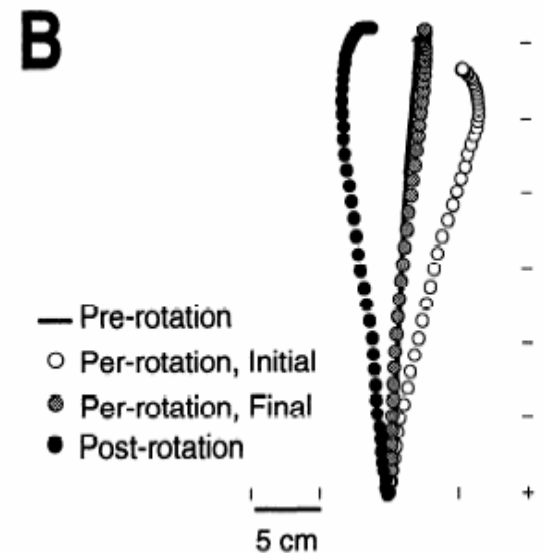 B
Pre-rotation
Per-rotation, Initial
Per-rotation, Final
Post-rotation
5 cm
+